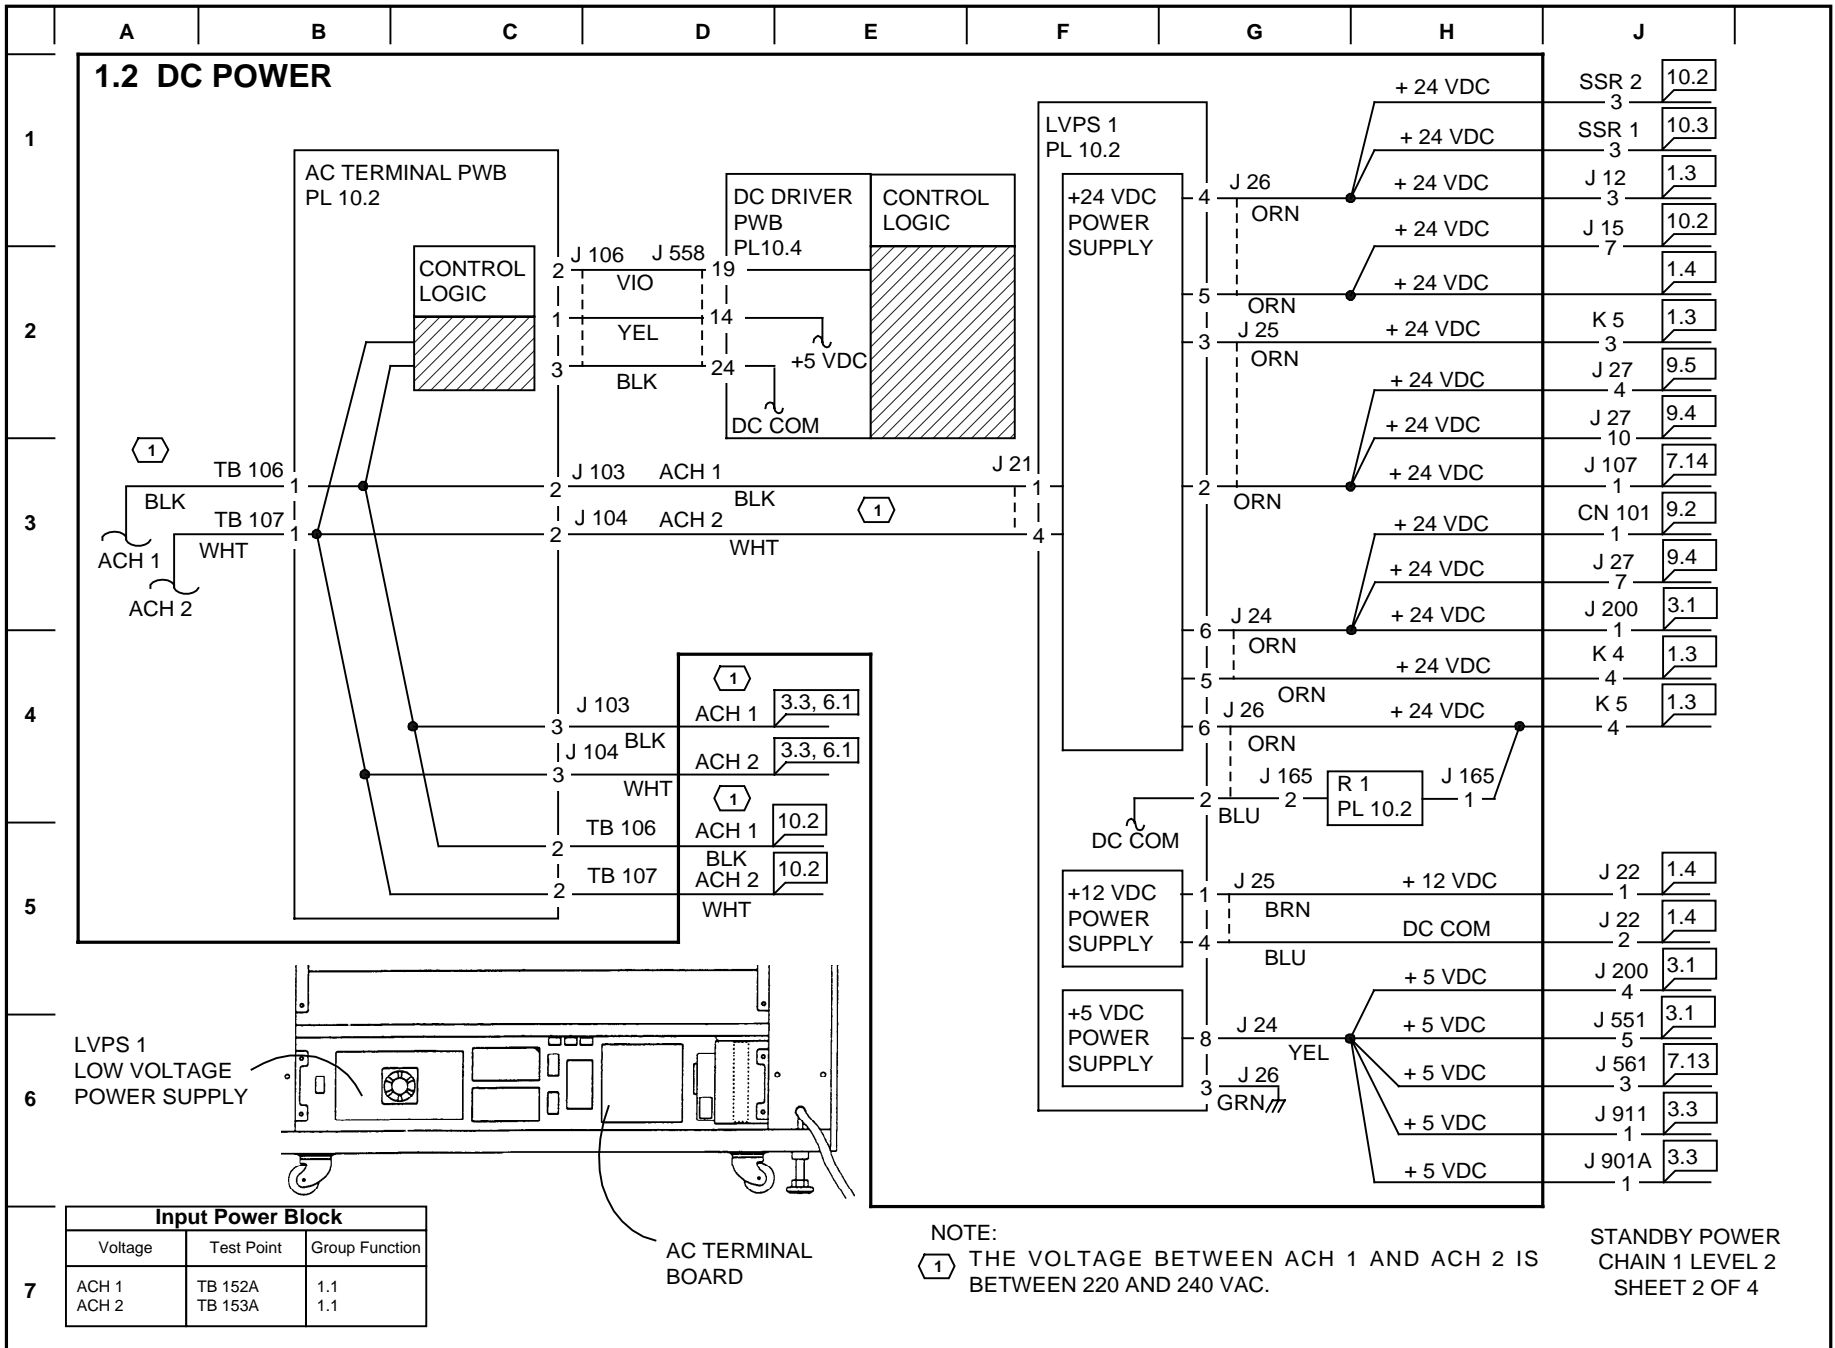 A B C D E F G H J
1.2 DC POWER
1
2
3
4
5
6
7
AC TERMINAL PWB
PL 10.2
CONTROL
LOGIC
2 J 106 J 558 19
VIO
1 14
YEL
3 24
BLK
DC DRIVER
PWB
PL10.4
CONTROL
LOGIC
+5 VDC
DC COM
1
TB 106 1
BLK
TB 107 1
WHT
ACH 1
ACH 2
2 J 103 ACH 1 J 21 1
BLK
1
2 J 104 ACH 2 4
WHT
1
3 J 103 ACH 1 3.3, 6.1
BLK
3 J 104 ACH 2 3.3, 6.1
WHT
1
2 TB 106 ACH 1 10.2
BLK
2 TB 107 ACH 2 10.2
WHT
LVPS 1
PL 10.2
+24 VDC
POWER
SUPPLY
4 J 26
ORN
5
ORN
3 J 25
ORN
2
ORN
6 J 24
ORN
5
ORN
6 J 26
ORN
2
BLU
J 165
2
R 1
PL 10.2
J 165
1
DC COM
+12 VDC
POWER
SUPPLY
1 J 25
BRN
4
BLU
+5 VDC
POWER
SUPPLY
8 J 24
YEL
3 J 26
GRN
+ 24 VDC SSR 2 3 10.2
+ 24 VDC SSR 1 3 10.3
+ 24 VDC J 12 3 1.3
+ 24 VDC J 15 7 10.2
+ 24 VDC 1.4
+ 24 VDC K 5 3 1.3
+ 24 VDC J 27 4 9.5
+ 24 VDC J 27 10 9.4
+ 24 VDC J 107 1 7.14
+ 24 VDC CN 101 1 9.2
+ 24 VDC J 27 7 9.4
+ 24 VDC J 200 1 3.1
+ 24 VDC K 4 4 1.3
+ 24 VDC K 5 4 1.3
+ 12 VDC J 22 1 1.4
DC COM J 22 2 1.4
+ 5 VDC J 200 4 3.1
+ 5 VDC J 551 5 3.1
+ 5 VDC J 561 3 7.13
+ 5 VDC J 911 1 3.3
+ 5 VDC J 901A 1 3.3
LVPS 1
LOW VOLTAGE
POWER SUPPLY
AC TERMINAL
BOARD
Input Power Block
Voltage Test Point Group Function
ACH 1 TB 152A 1.1
ACH 2 TB 153A 1.1
NOTE:
1 THE VOLTAGE BETWEEN ACH 1 AND ACH 2 IS
BETWEEN 220 AND 240 VAC.
STANDBY POWER
CHAIN 1 LEVEL 2
SHEET 2 OF 4